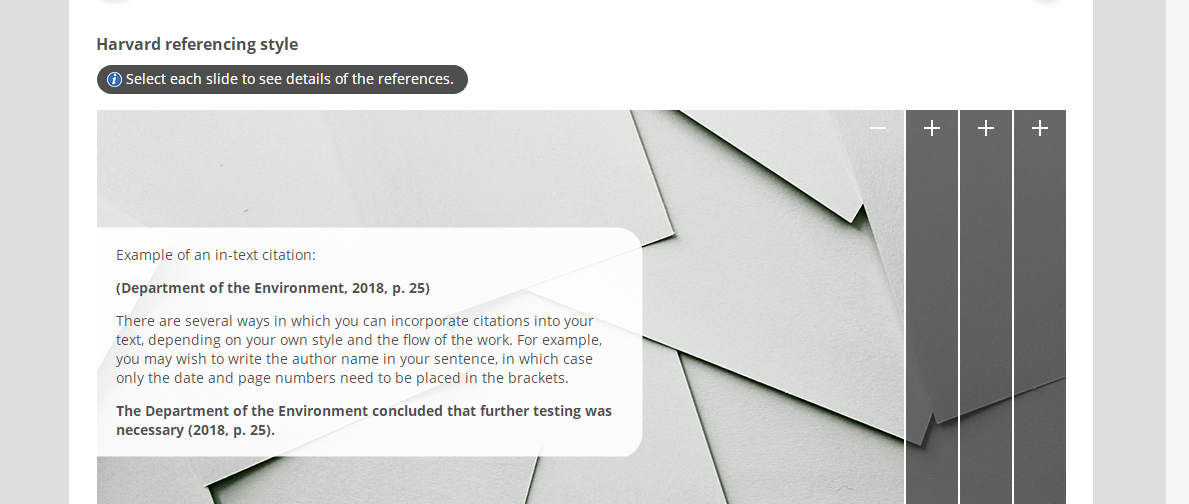 Harvard referencing style
Select each slide to see details of the references.
Example of an in-text citation:
(Department of the Environment, 2018, p. 25)
There are several ways in which you can incorporate citations into your
text, depending on your own style and the flow of the work. For example,
you may wish to write the author name in your sentence, in which case
only the date and page numbers need to be placed in the brackets.
The Department of the Environment concluded that further testing was
necessary (2018, p. 25).